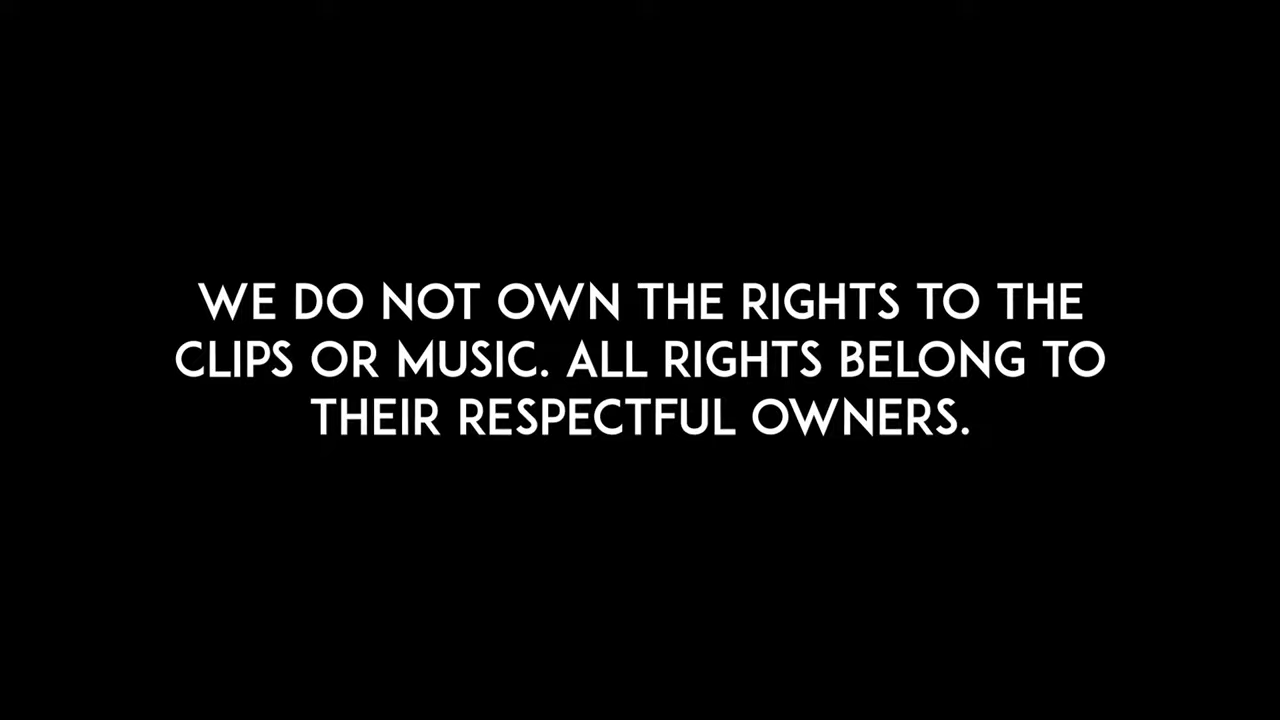 WE DO NOT OWN THE RIGHTS TO THE
CLIPS OR MUSIC. ALL RIGHTS BELONG TO
THEIR RESPECTFUL OWNERS.